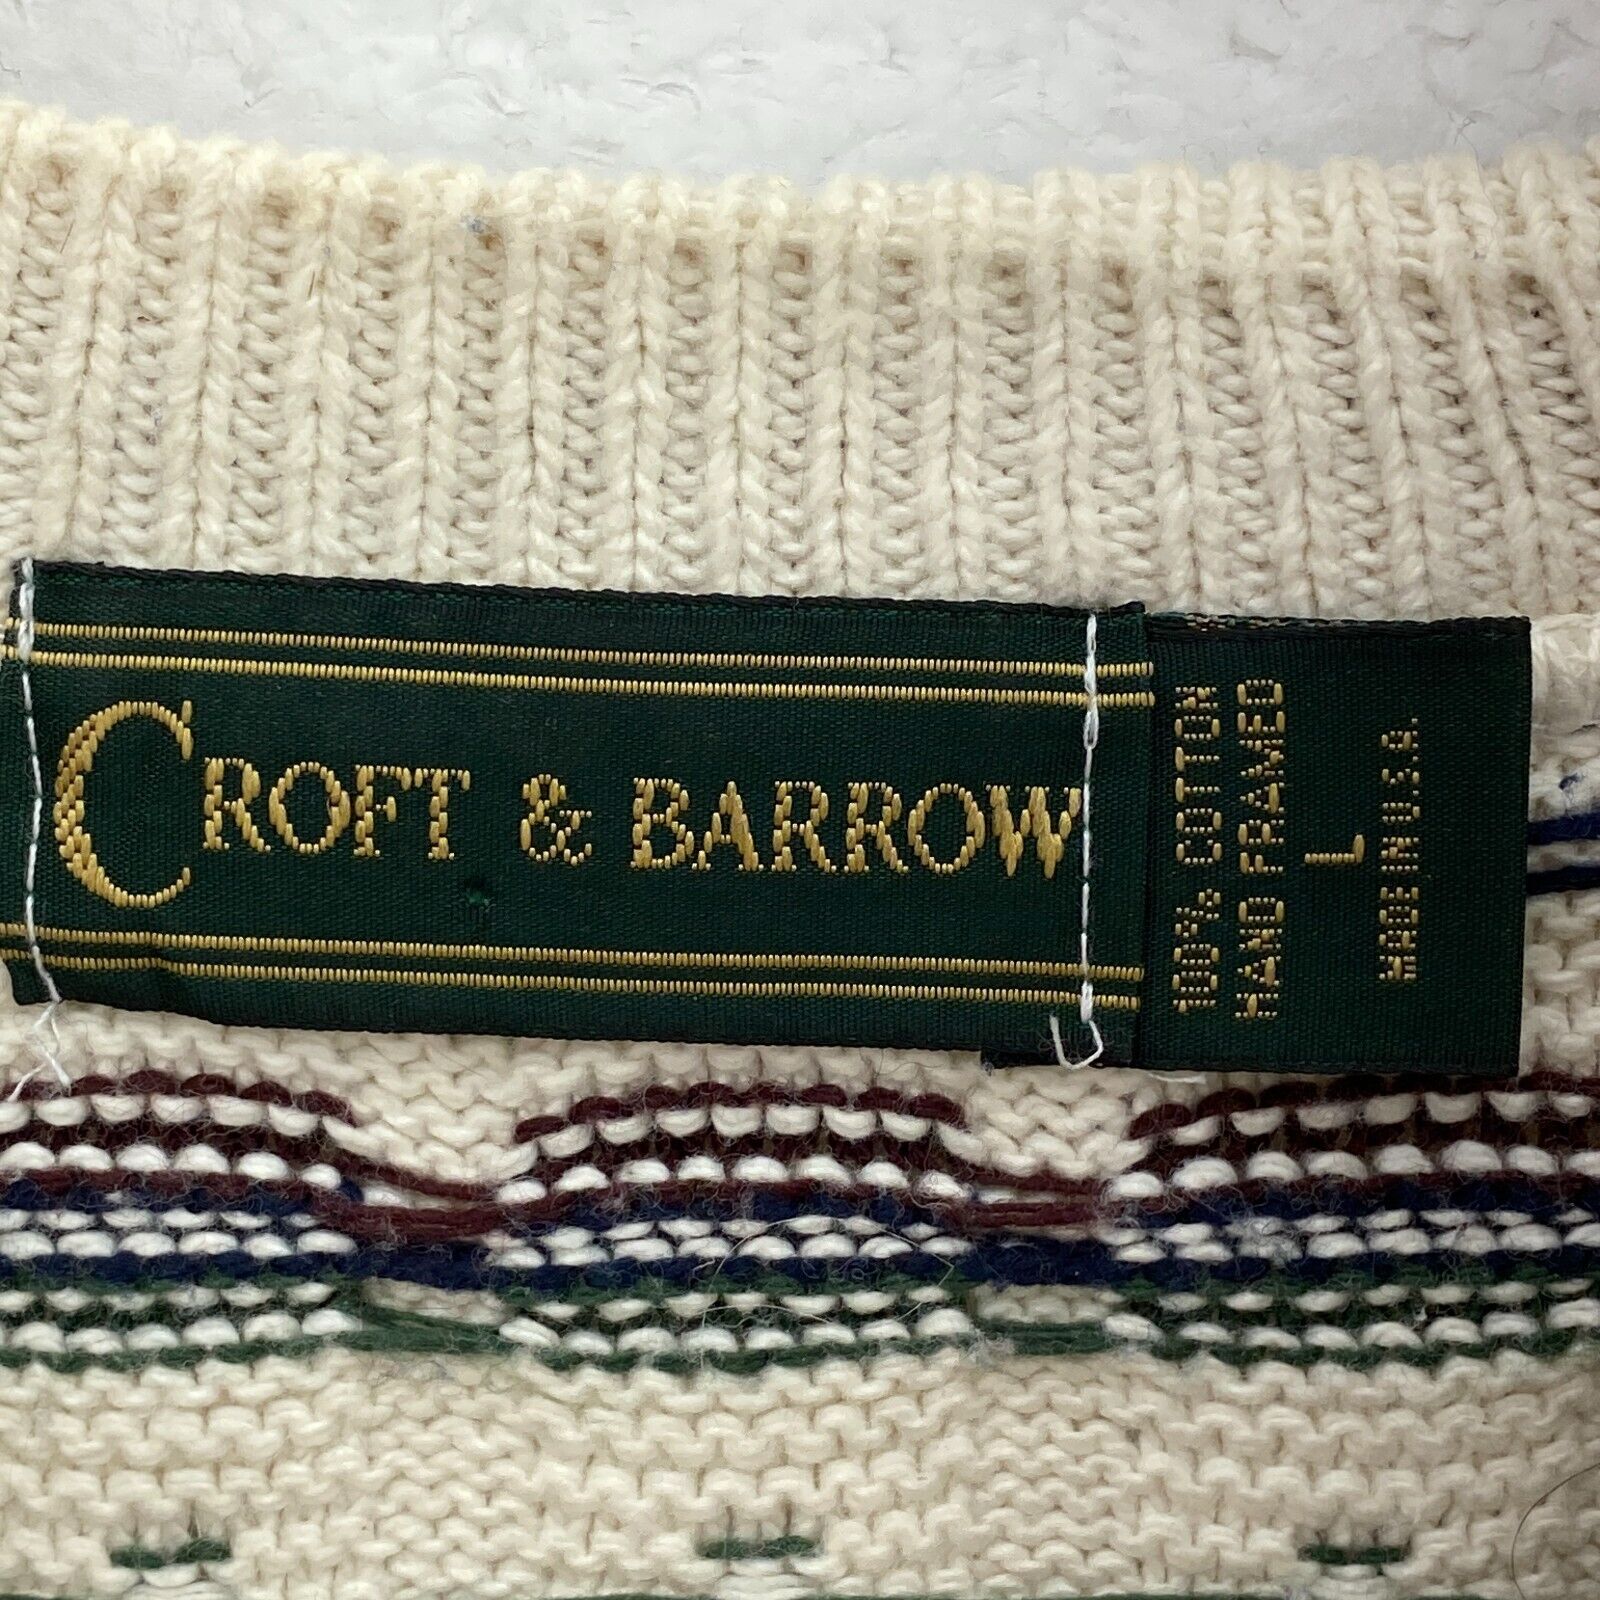 CROFT & BARROW
100% COTTON
HAND FRAMED
L
MADE IN U.S.A.